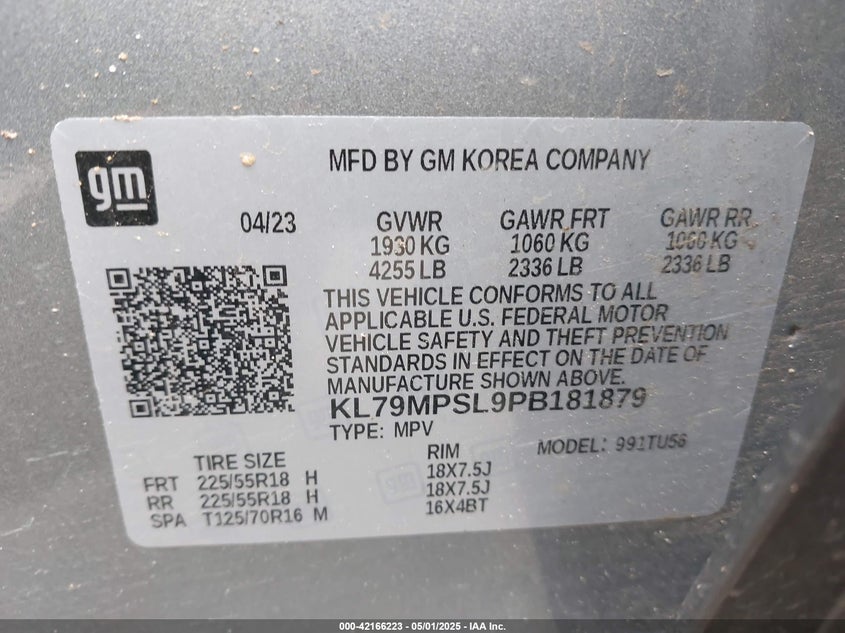 gm
MFD BY GM KOREA COMPANY
04/23 GVWR GAWR FRT GAWR RR
1930 KG 1060 KG 1060 KG
4255 LB 2336 LB 2336 LB
THIS VEHICLE CONFORMS TO ALL
APPLICABLE U.S. FEDERAL MOTOR
VEHICLE SAFETY AND THEFT PREVENTION
STANDARDS IN EFFECT ON THE DATE OF
MANUFACTURE SHOWN ABOVE.
KL79MPSL9PB181879
TYPE: MPV MODEL: 991TU56
TIRE SIZE RIM
FRT 225/55R18 H 18X7.5J
RR 225/55R18 H 18X7.5J
SPA T125/70R16 M 16X4BT
000-42166223 — 05/01/2025 — IAA Inc.